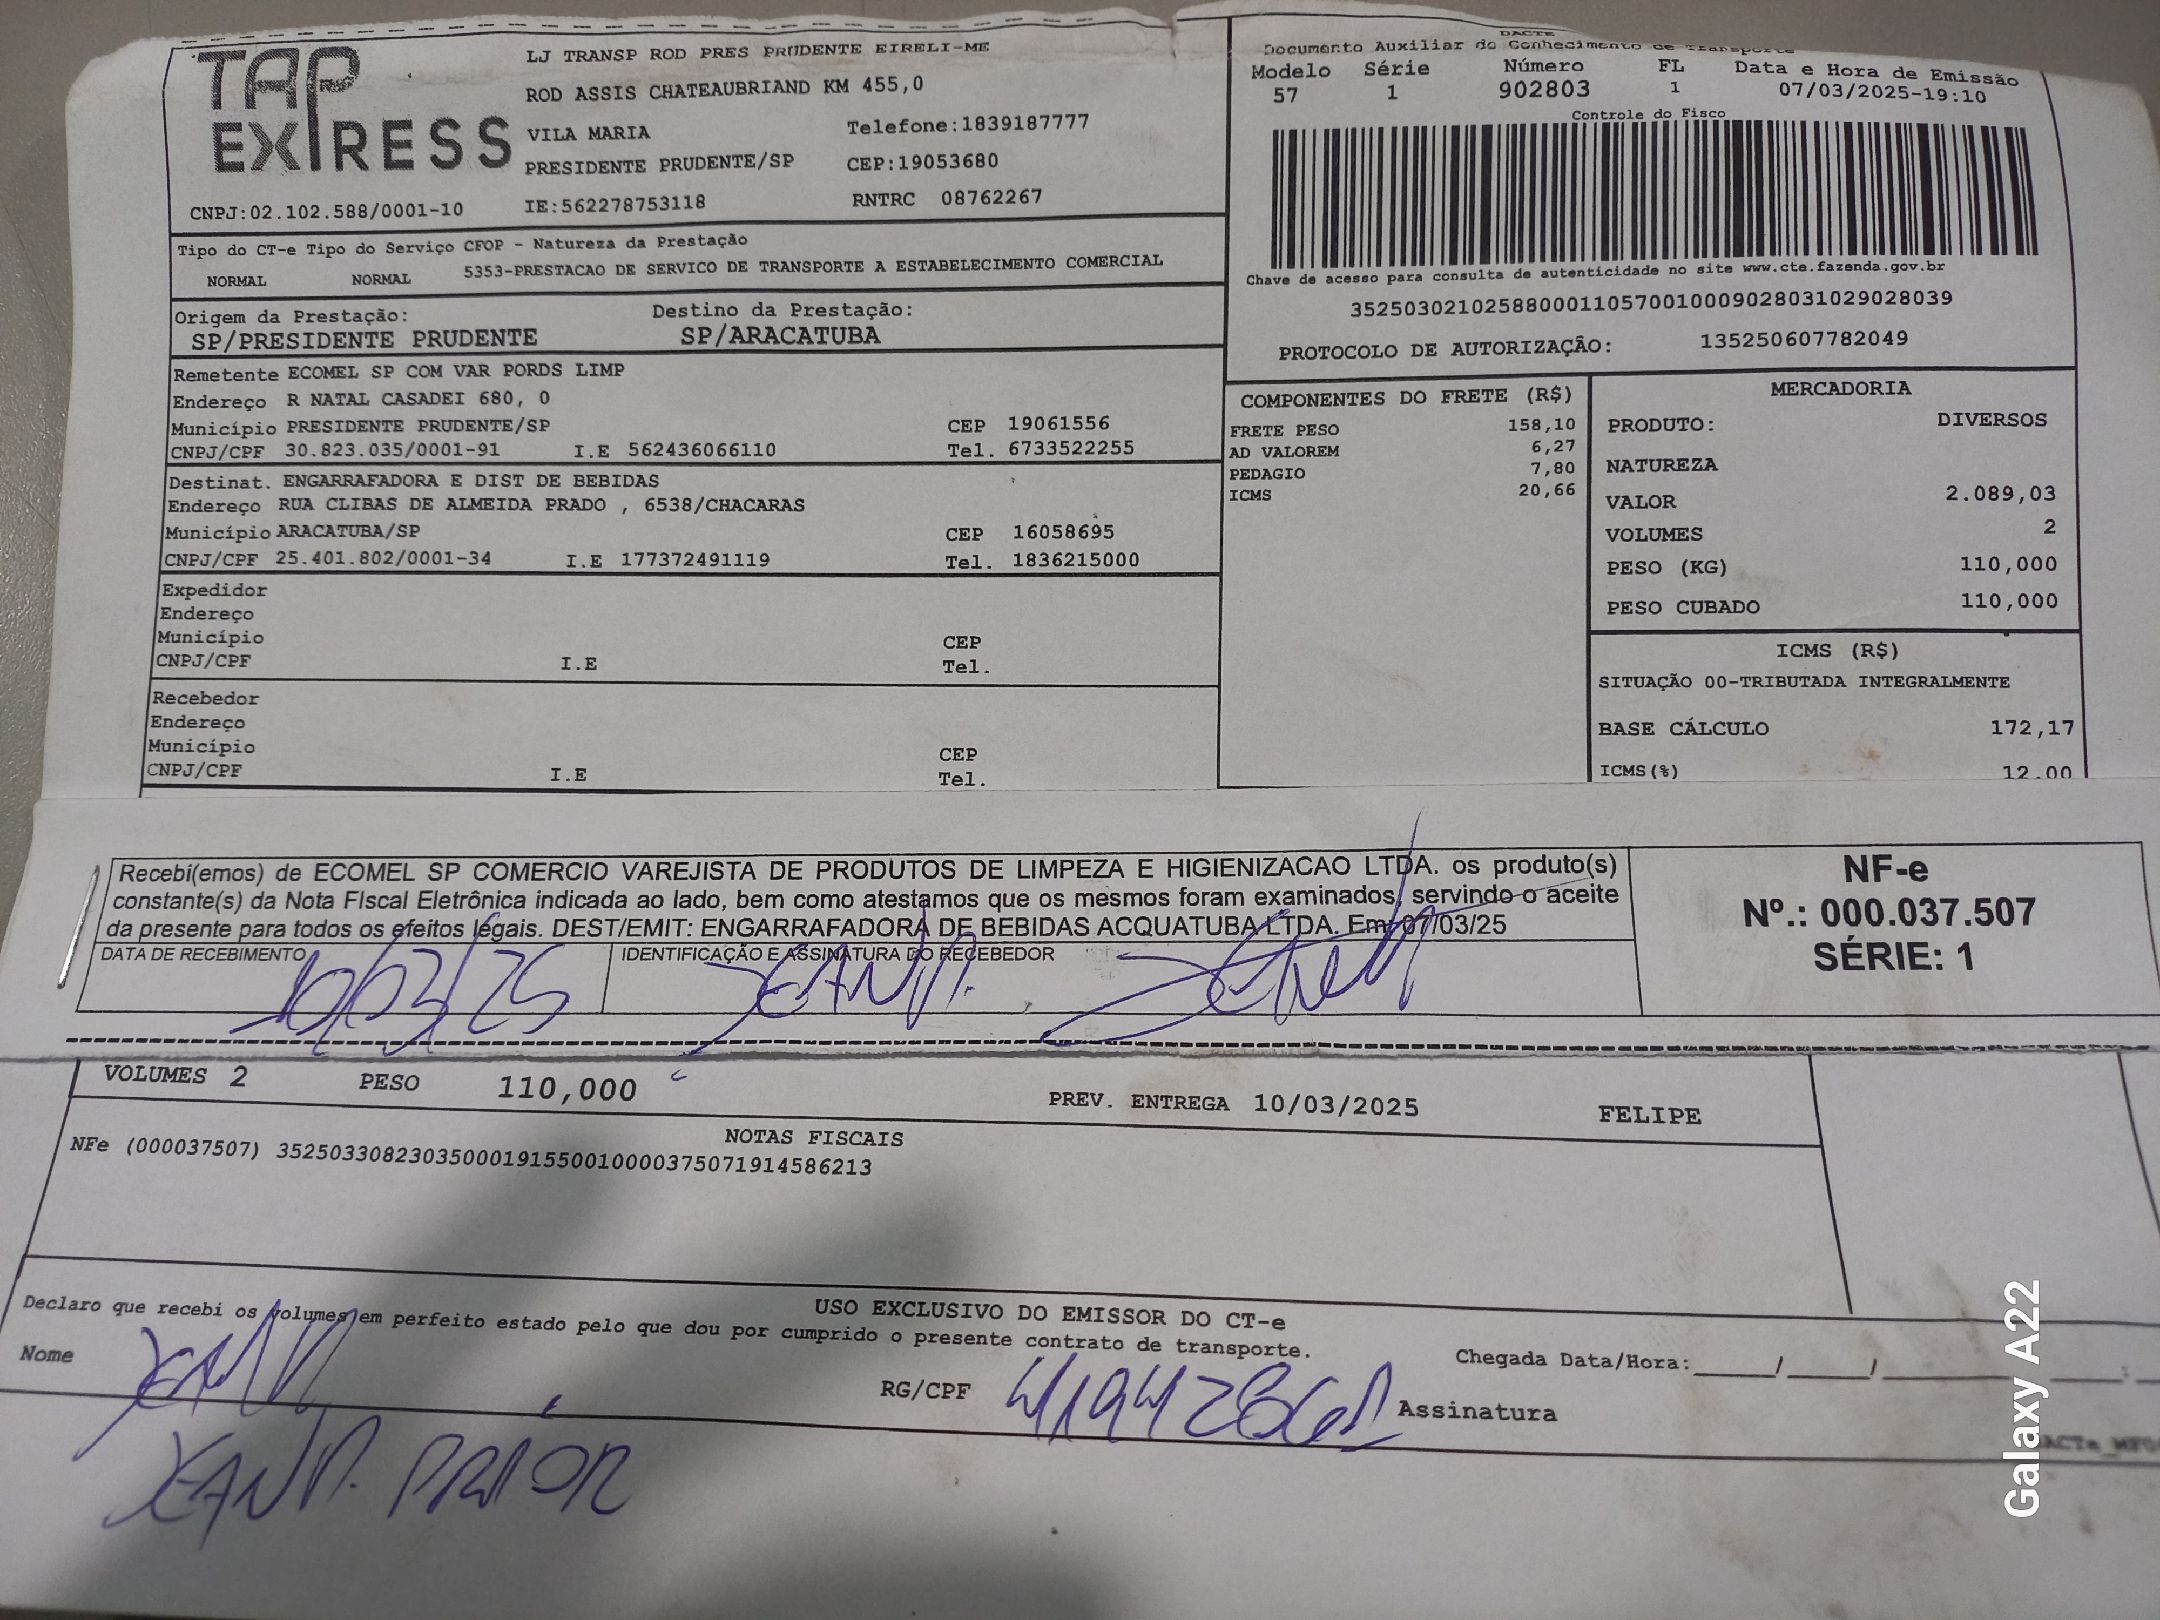 TAP
EXPRESS
LJ TRANSP ROD PRES PRUDENTE EIRELI-ME
ROD ASSIS CHATEAUBRIAND KM 455,0
VILA MARIA Telefone:1839187777
PRESIDENTE PRUDENTE/SP CEP:19053680
CNPJ:02.102.588/0001-10 IE:562278753118 RNTRC 08762267
DACTE
Documento Auxiliar do Conhecimento de Transporte
Modelo Série Número FL Data e Hora de Emissão
57 1 902803 1 07/03/2025-19:10
Controle do Fisco
Chave de acesso para consulta de autenticidade no site www.cte.fazenda.gov.br
35250302102588000110570010009028031029028039
PROTOCOLO DE AUTORIZAÇÃO: 135250607782049
Tipo do CT-e Tipo do Serviço CFOP - Natureza da Prestação
NORMAL NORMAL 5353-PRESTACAO DE SERVICO DE TRANSPORTE A ESTABELECIMENTO COMERCIAL
Origem da Prestação: Destino da Prestação:
SP/PRESIDENTE PRUDENTE SP/ARACATUBA
Remetente ECOMEL SP COM VAR PORDS LIMP
Endereço R NATAL CASADEI 680, 0
Município PRESIDENTE PRUDENTE/SP CEP 19061556
CNPJ/CPF 30.823.035/0001-91 I.E 562436066110 Tel. 6733522255
Destinat. ENGARRAFADORA E DIST DE BEBIDAS
Endereço RUA CLIBAS DE ALMEIDA PRADO , 6538/CHACARAS
Município ARACATUBA/SP CEP 16058695
CNPJ/CPF 25.401.802/0001-34 I.E 177372491119 Tel. 1836215000
Expedidor
Endereço
Município CEP
CNPJ/CPF I.E Tel.
Recebedor
Endereço
Município CEP
CNPJ/CPF I.E Tel.
COMPONENTES DO FRETE (R$)
FRETE PESO 158,10
AD VALOREM 6,27
PEDAGIO 7,80
ICMS 20,66
MERCADORIA
PRODUTO: DIVERSOS
NATUREZA
VALOR 2.089,03
VOLUMES 2
PESO (KG) 110,000
PESO CUBADO 110,000
ICMS (R$)
SITUAÇÃO 00-TRIBUTADA INTEGRALMENTE
BASE CÁLCULO 172,17
ICMS(%) 12.00
Recebi(emos) de ECOMEL SP COMERCIO VAREJISTA DE PRODUTOS DE LIMPEZA E HIGIENIZACAO LTDA. os produto(s)
constante(s) da Nota FIscal Eletrônica indicada ao lado, bem como atestamos que os mesmos foram examinados, servindo o aceite
da presente para todos os efeitos légais. DEST/EMIT: ENGARRAFADORA DE BEBIDAS ACQUATUBA LTDA. Em: 07/03/25
DATA DE RECEBIMENTO IDENTIFICAÇÃO E ASSINATURA DO RECEBEDOR
10/03/25
NF-e
Nº.: 000.037.507
SÉRIE: 1
VOLUMES 2 PESO 110,000 PREV. ENTREGA 10/03/2025 FELIPE
NOTAS FISCAIS
NFe (000037507) 35250330823035000191550010000375071914586213
USO EXCLUSIVO DO EMISSOR DO CT-e
Declaro que recebi os volumes em perfeito estado pelo que dou por cumprido o presente contrato de transporte.
Nome RG/CPF Assinatura
Chegada Data/Hora:_____/_____/
Galaxy A22